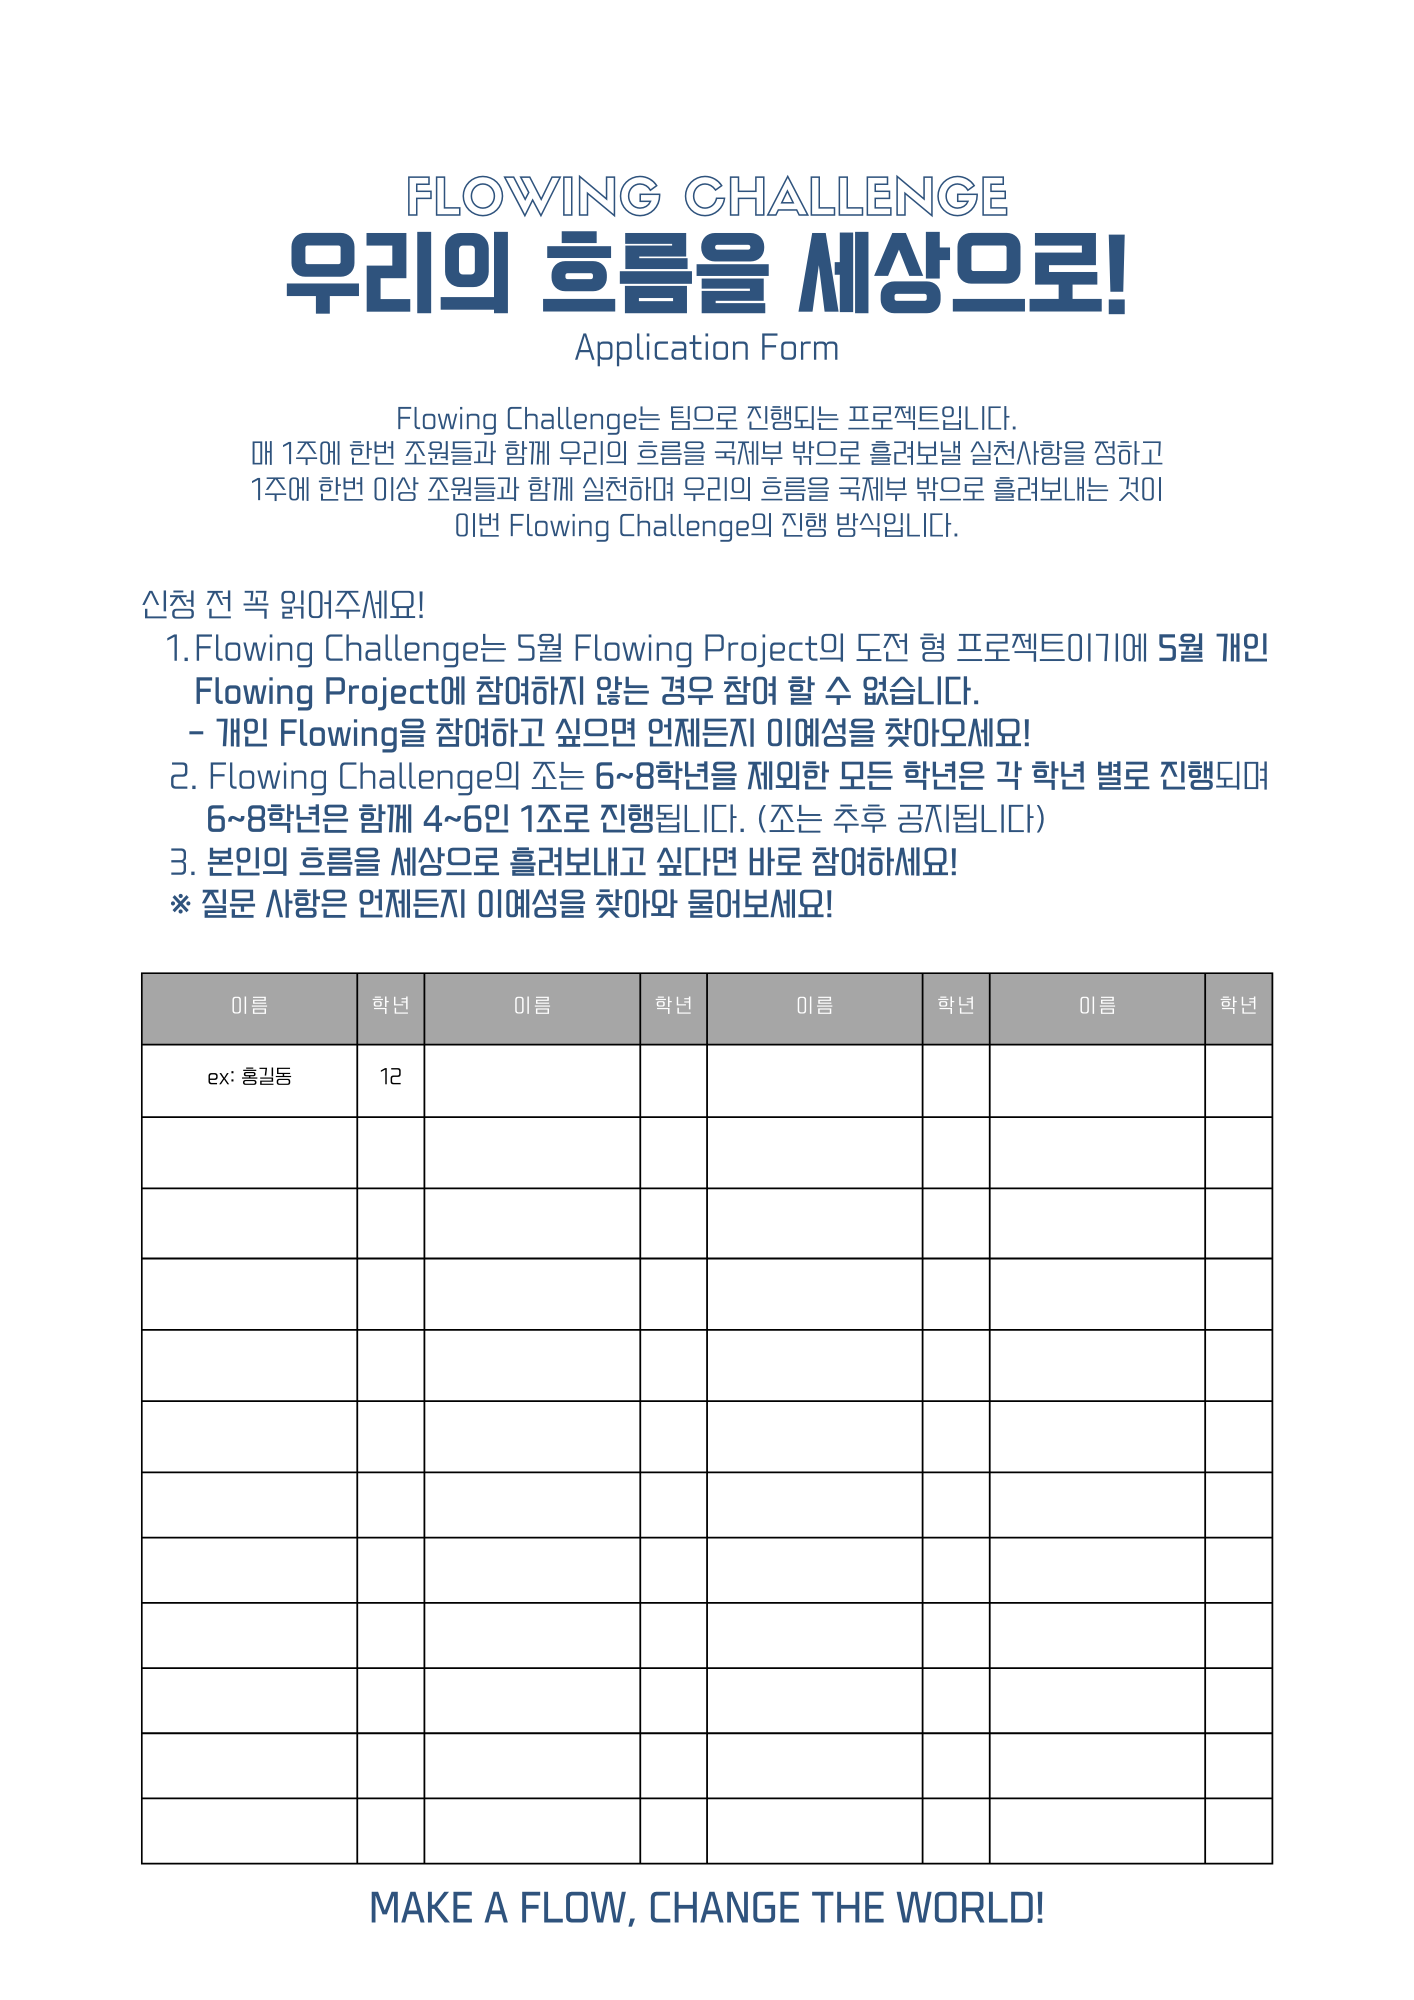 FLOWING CHALLENGE
우리의 흐름을 세상으로!
Application Form
Flowing Challenge는 팀으로 진행되는 프로젝트입니다.
매 1주에 한번 조원들과 함께 우리의 흐름을 국제부 밖으로 흘려보낼 실천사항을 정하고
1주에 한번 이상 조원들과 함께 실천하며 우리의 흐름을 국제부 밖으로 흘려보내는 것이
이번 Flowing Challenge의 진행 방식입니다.
신청 전 꼭 읽어주세요!
1. Flowing Challenge는 5월 Flowing Project의 도전 형 프로젝트이기에 5월 개인
Flowing Project에 참여하지 않는 경우 참여 할 수 없습니다.
- 개인 Flowing을 참여하고 싶으면 언제든지 이예성을 찾아오세요!
2. Flowing Challenge의 조는 6~8학년을 제외한 모든 학년은 각 학년 별로 진행되며
6~8학년은 함께 4~6인 1조로 진행됩니다. (조는 추후 공지됩니다)
3. 본인의 흐름을 세상으로 흘려보내고 싶다면 바로 참여하세요!
※ 질문 사항은 언제든지 이예성을 찾아와 물어보세요!
이름 학년 이름 학년 이름 학년 이름 학년
ex: 홍길동 12
MAKE A FLOW, CHANGE THE WORLD!